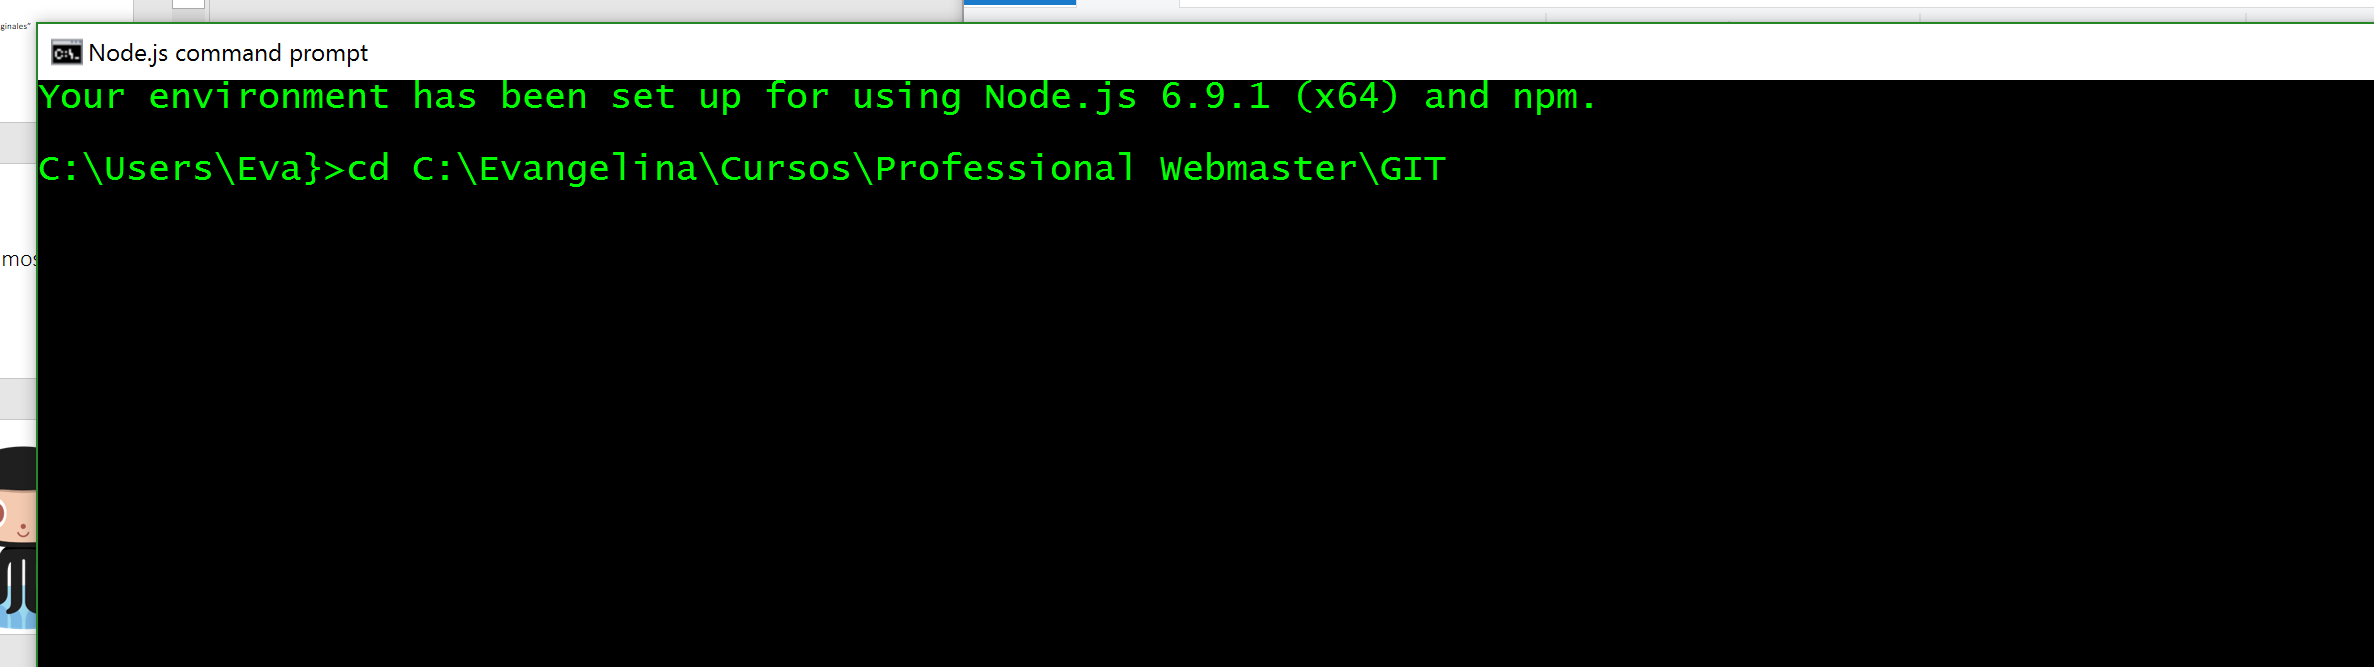 ginales"
Node.js command prompt
Your environment has been set up for using Node.js 6.9.1 (x64) and npm.
C:\Users\Eva}>cd C:\Evangelina\Cursos\Professional Webmaster\GIT
mos